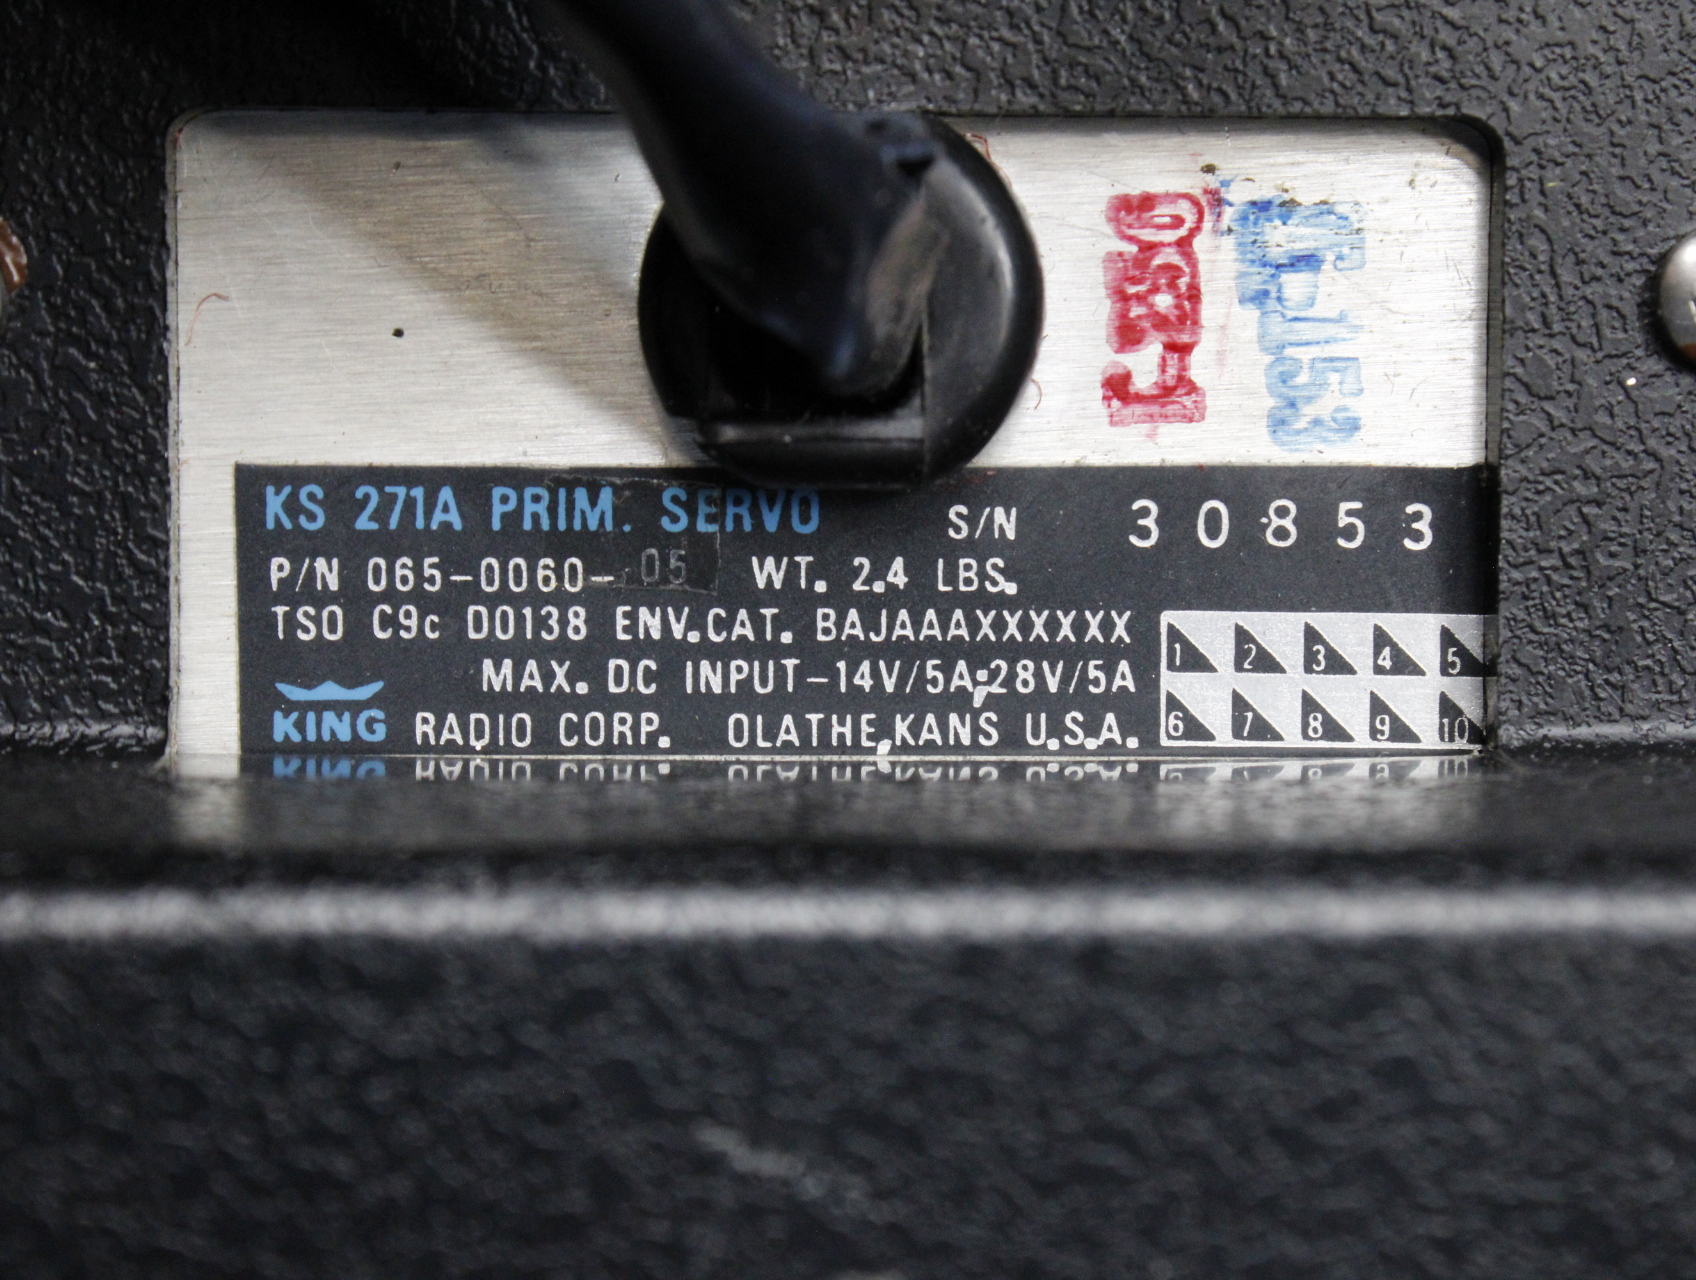 KS 271A PRIM. SERVO S/N 30853
P/N 065-0060-05 WT. 2.4 LBS.
TSO C9c D0138 ENV.CAT. BAJAAAXXXXXX
MAX. DC INPUT-14V/5A;28V/5A
KING RADIO CORP. OLATHE,KANS U.S.A.
1 2 3 4 5
6 7 8 9 10